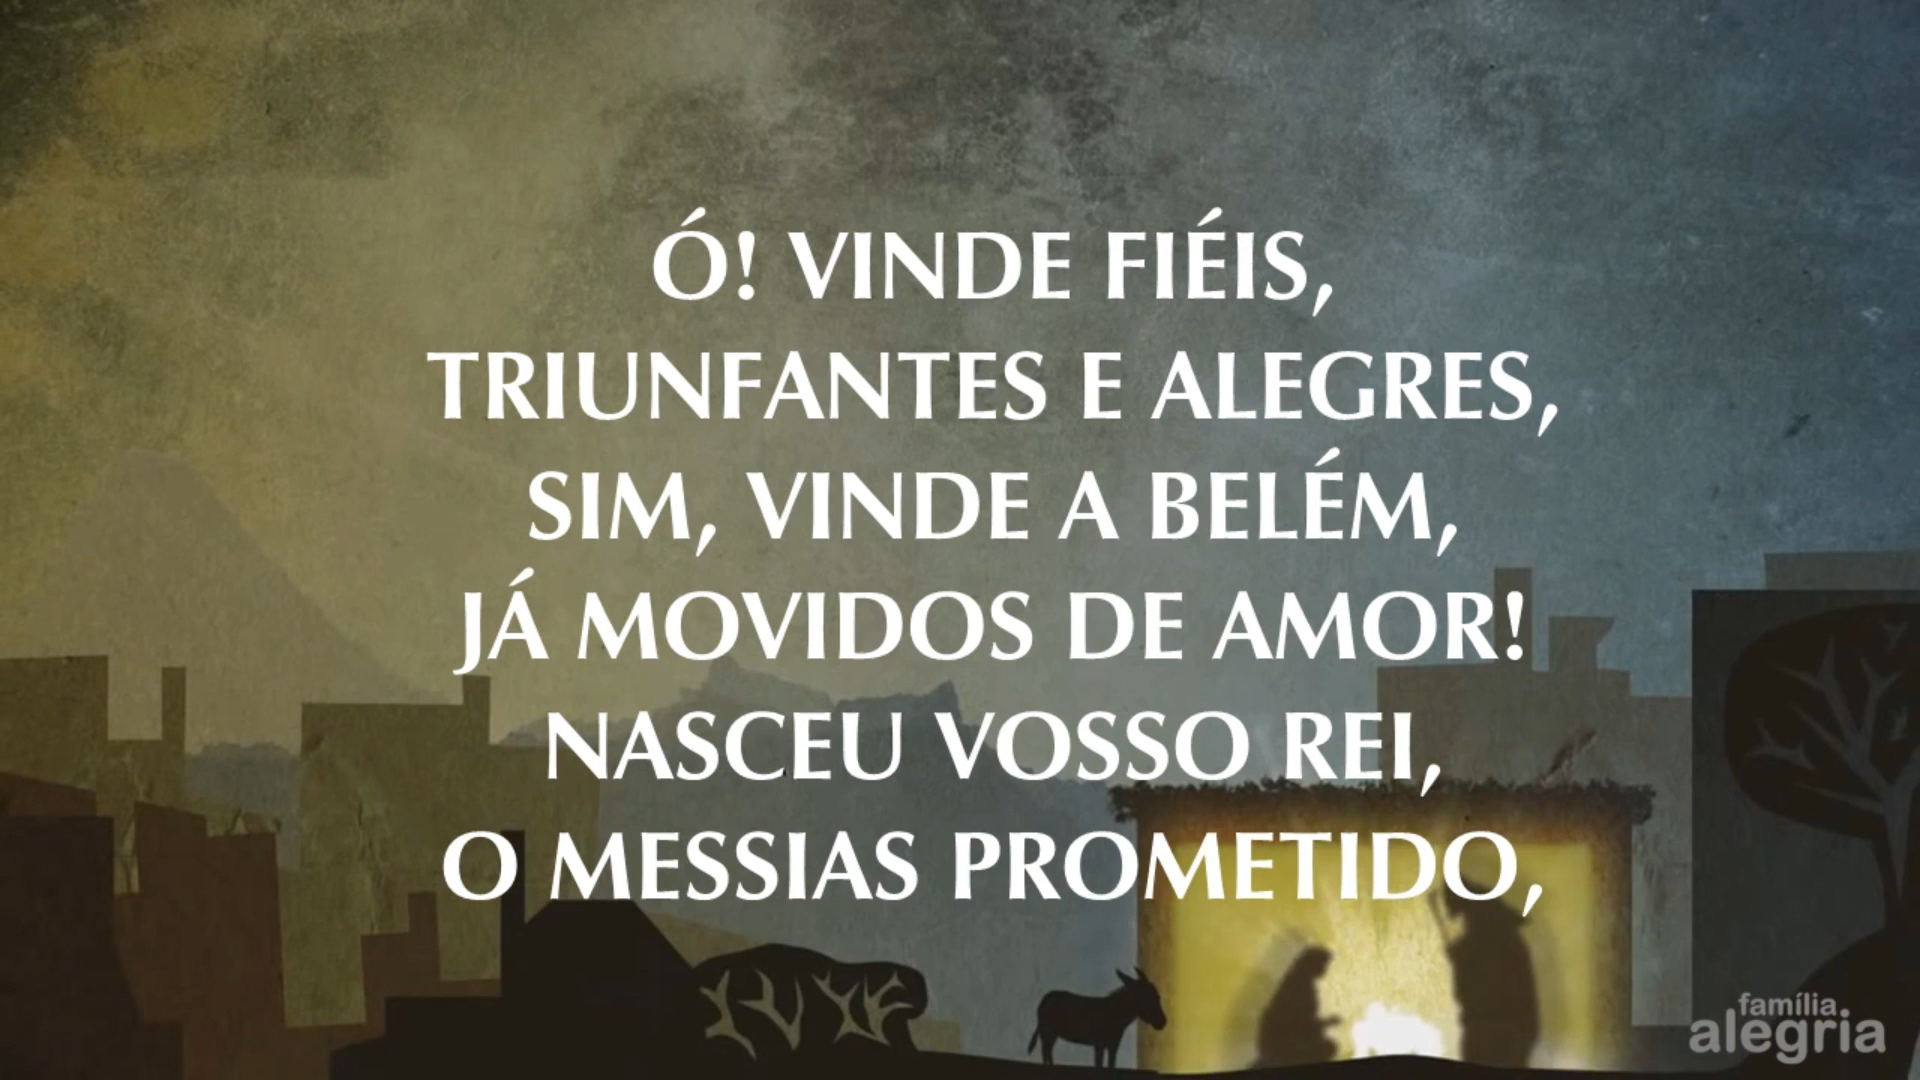 Ó! VINDE FIÉIS,
TRIUNFANTES E ALEGRES,
SIM, VINDE A BELÉM,
JÁ MOVIDOS DE AMOR!
NASCEU VOSSO REI,
O MESSIAS PROMETIDO,
família
alegria